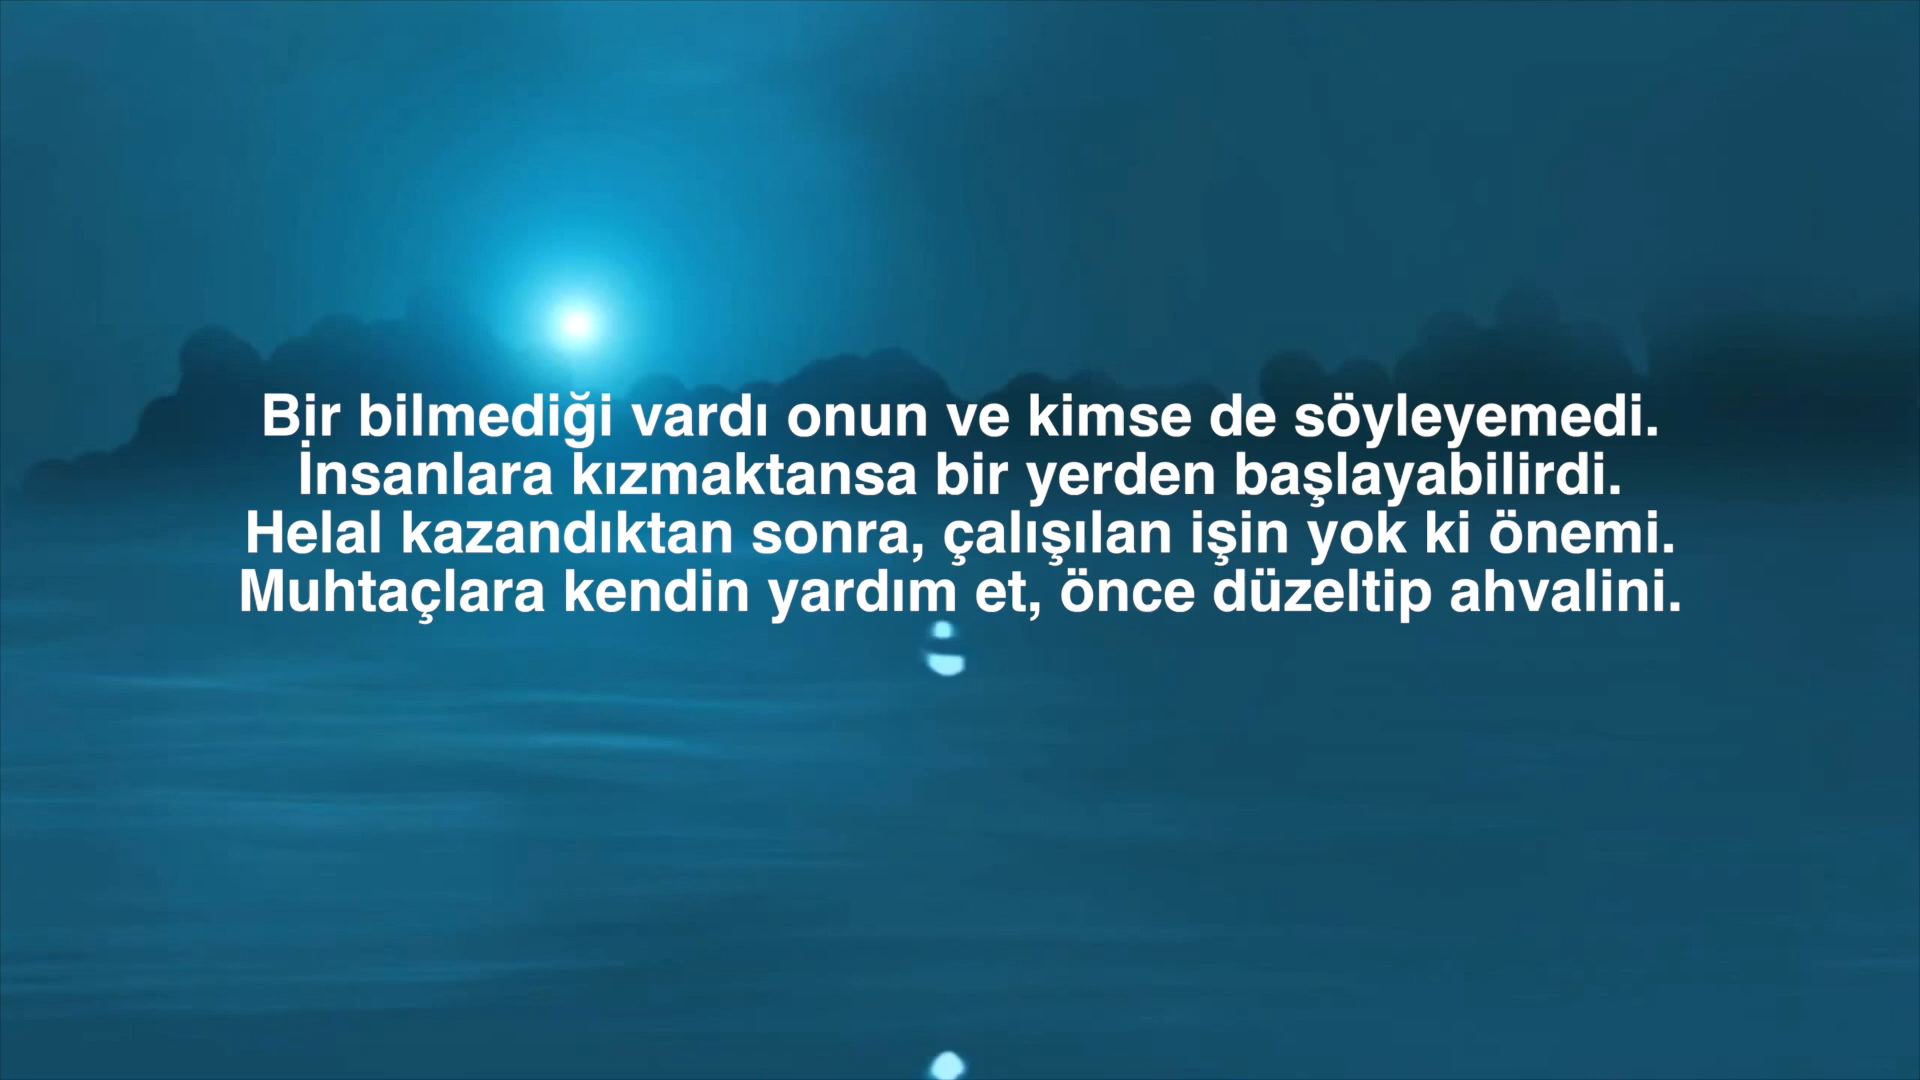 Bir bilmediği vardı onun ve kimse de söyleyemedi.
İnsanlara kızmaktansa bir yerden başlayabilirdi.
Helal kazandıktan sonra, çalışılan işin yok ki önemi.
Muhtaçlara kendin yardım et, önce düzeltip ahvalini.